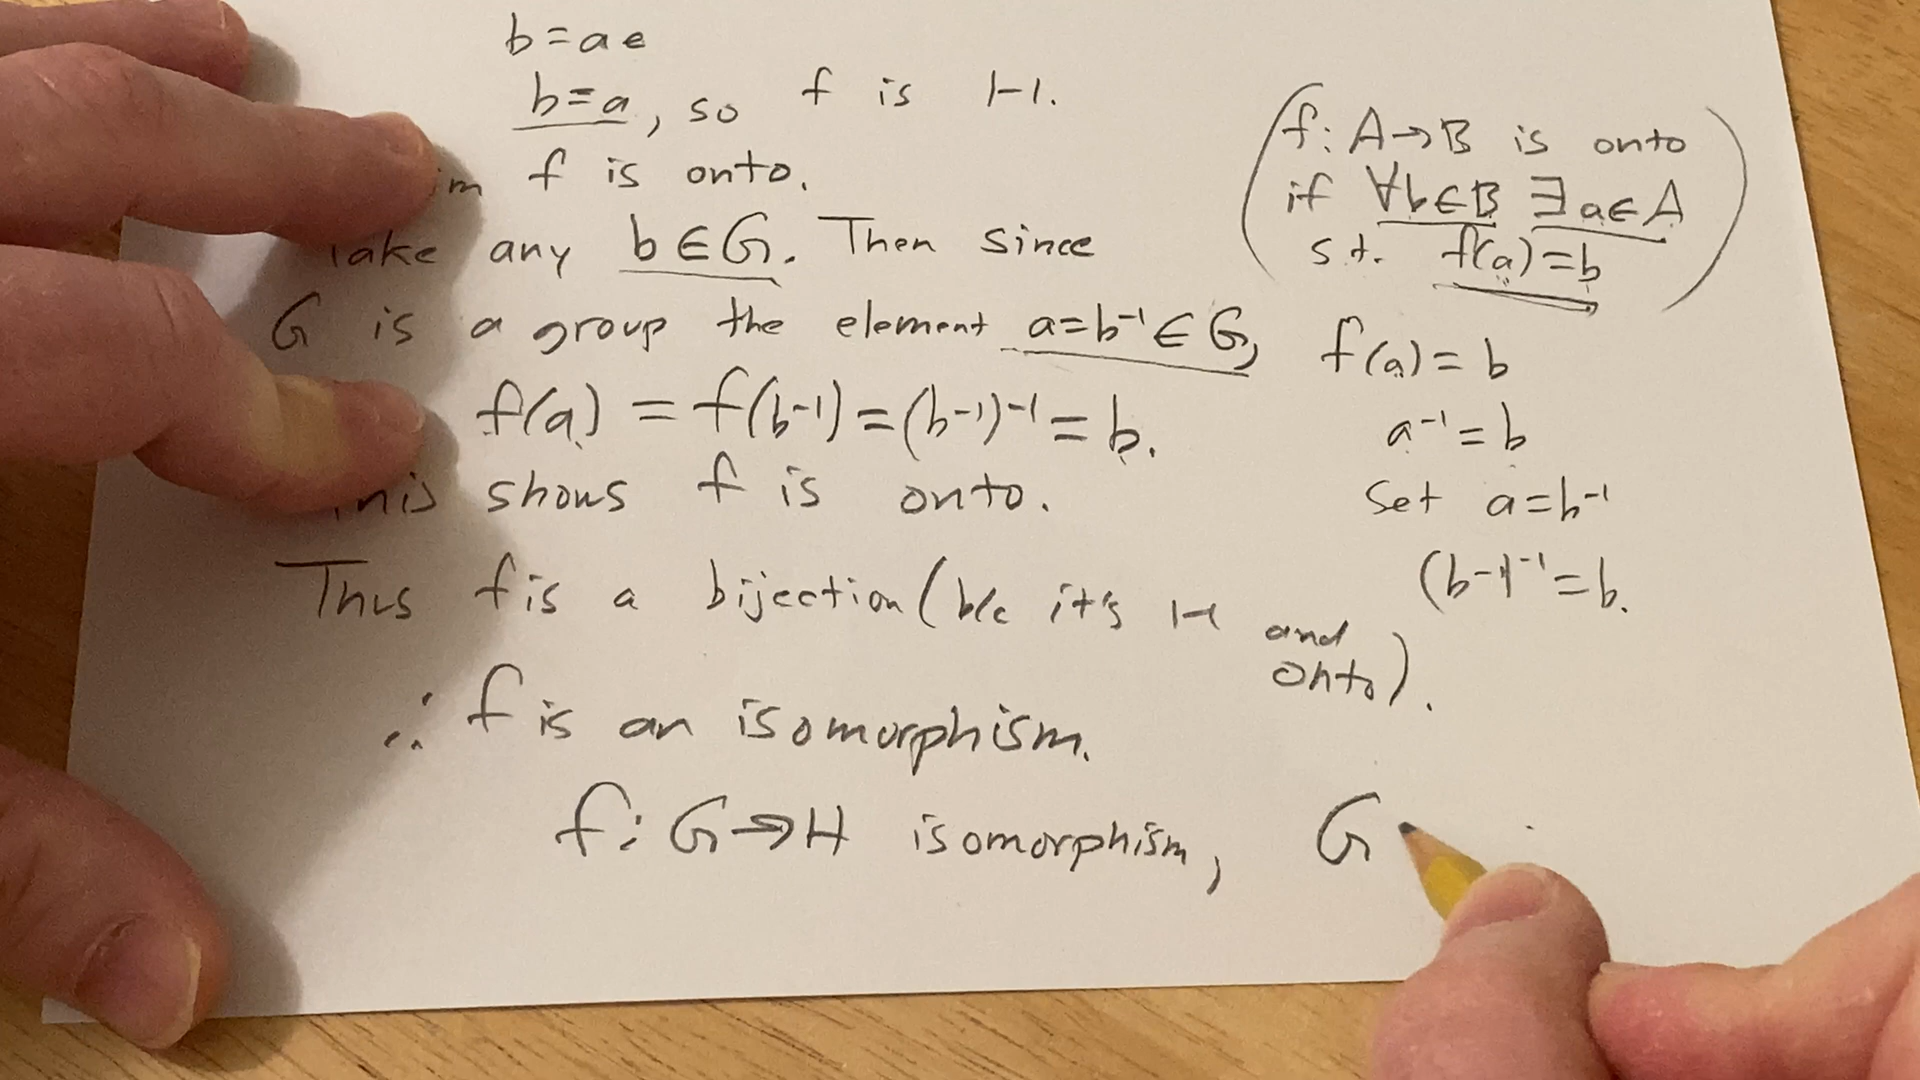 b=ae
b=a, so f is 1-1.
f is onto.
Take any b∈G. Then since
G is a group the element a=b⁻¹∈G,
f(a) = f(b⁻¹) = (b⁻¹)⁻¹ = b.
This shows f is onto.
Thus f is a bijection (b/c it's 1-1 and
onto).
∴ f is an isomorphism.
f: G→H isomorphism, G
(f: A→B is onto
if ∀b∈B ∃a∈A
s.t. f(a)=b)
f(a)=b
a⁻¹=b
Set a=b⁻¹
(b⁻¹)⁻¹=b.